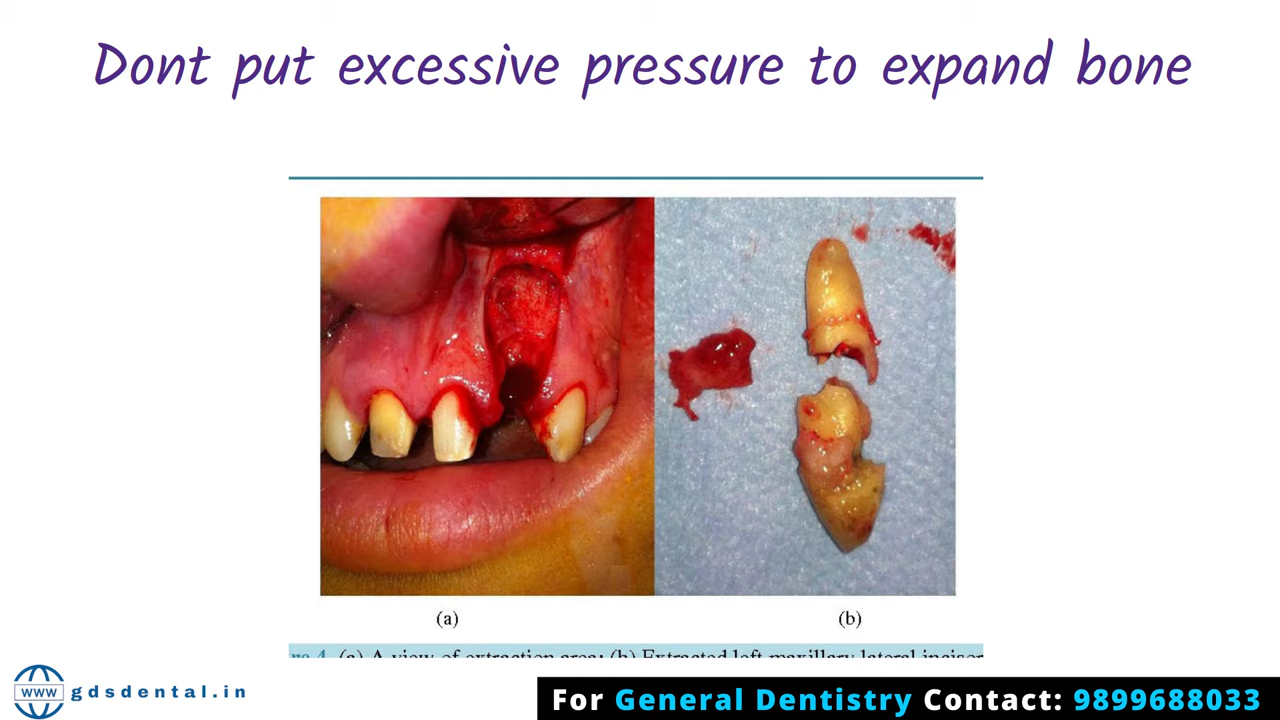 Dont put excessive pressure to expand bone
(a) (b)
(a) A view of extraction area; (b) Extracted left maxillary lateral incisor
www gdsdental.in
For General Dentistry Contact: 9899688033